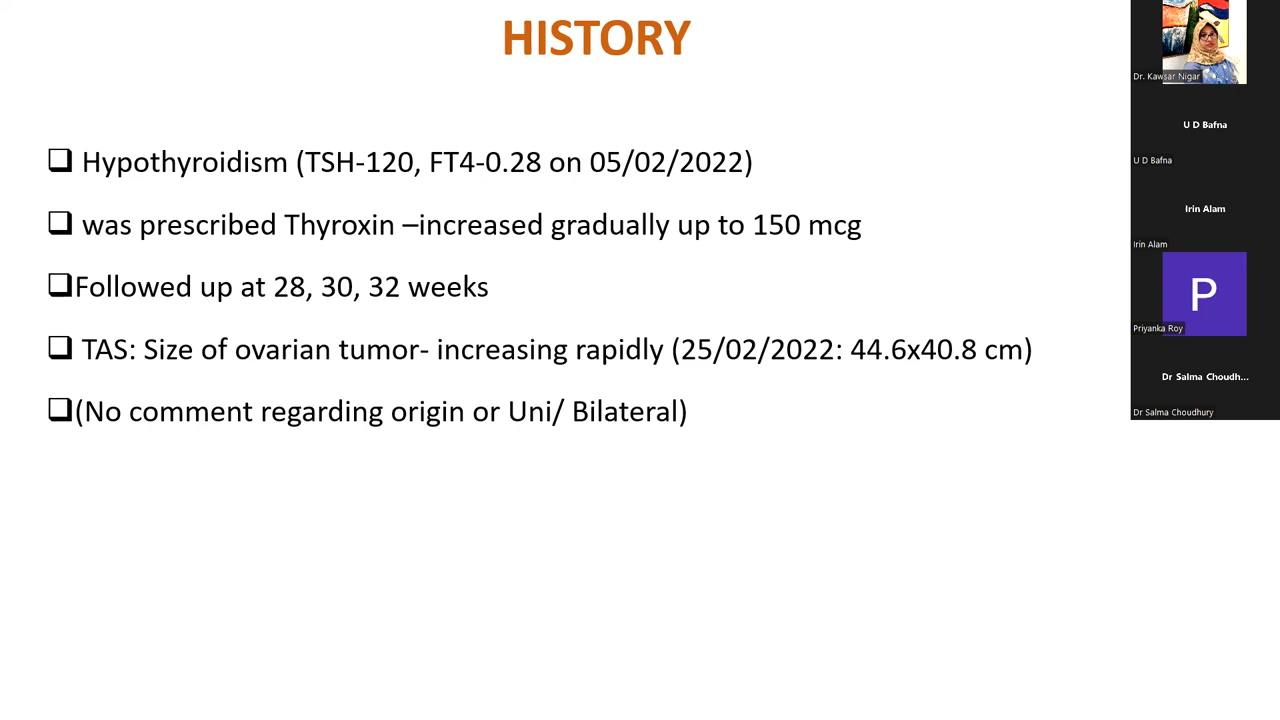 HISTORY
❑ Hypothyroidism (TSH-120, FT4-0.28 on 05/02/2022)
❑ was prescribed Thyroxin –increased gradually up to 150 mcg
❑Followed up at 28, 30, 32 weeks
❑ TAS: Size of ovarian tumor- increasing rapidly (25/02/2022: 44.6x40.8 cm)
❑(No comment regarding origin or Uni/ Bilateral)
Dr. Kawsar Nigar
U D Bafna
U D Bafna
Irin Alam
Irin Alam
P
Priyanka Roy
Dr Salma Choudh...
Dr Salma Choudhury